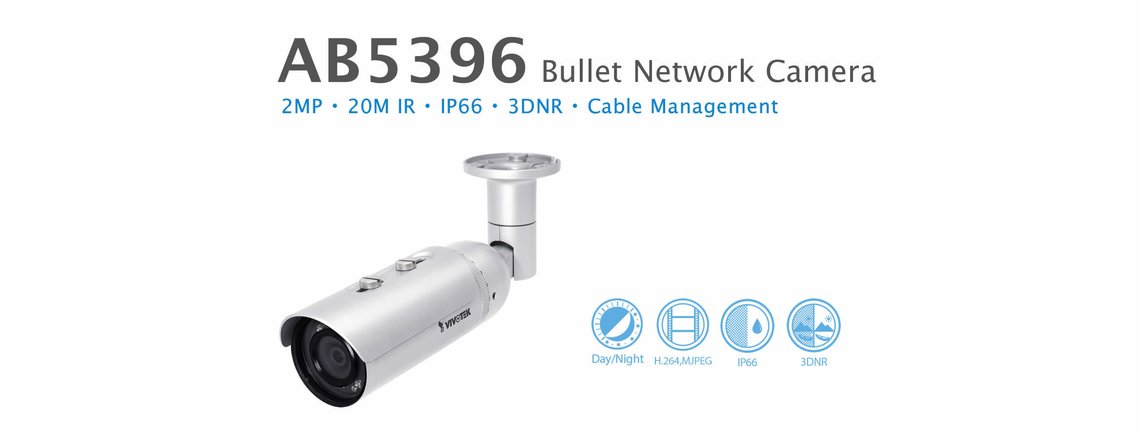 AB5396 Bullet Network Camera
2MP • 20M IR • IP66 • 3DNR • Cable Management
VIVOTEK
Day/Night
H.264,MJPEG
IP66
3DNR